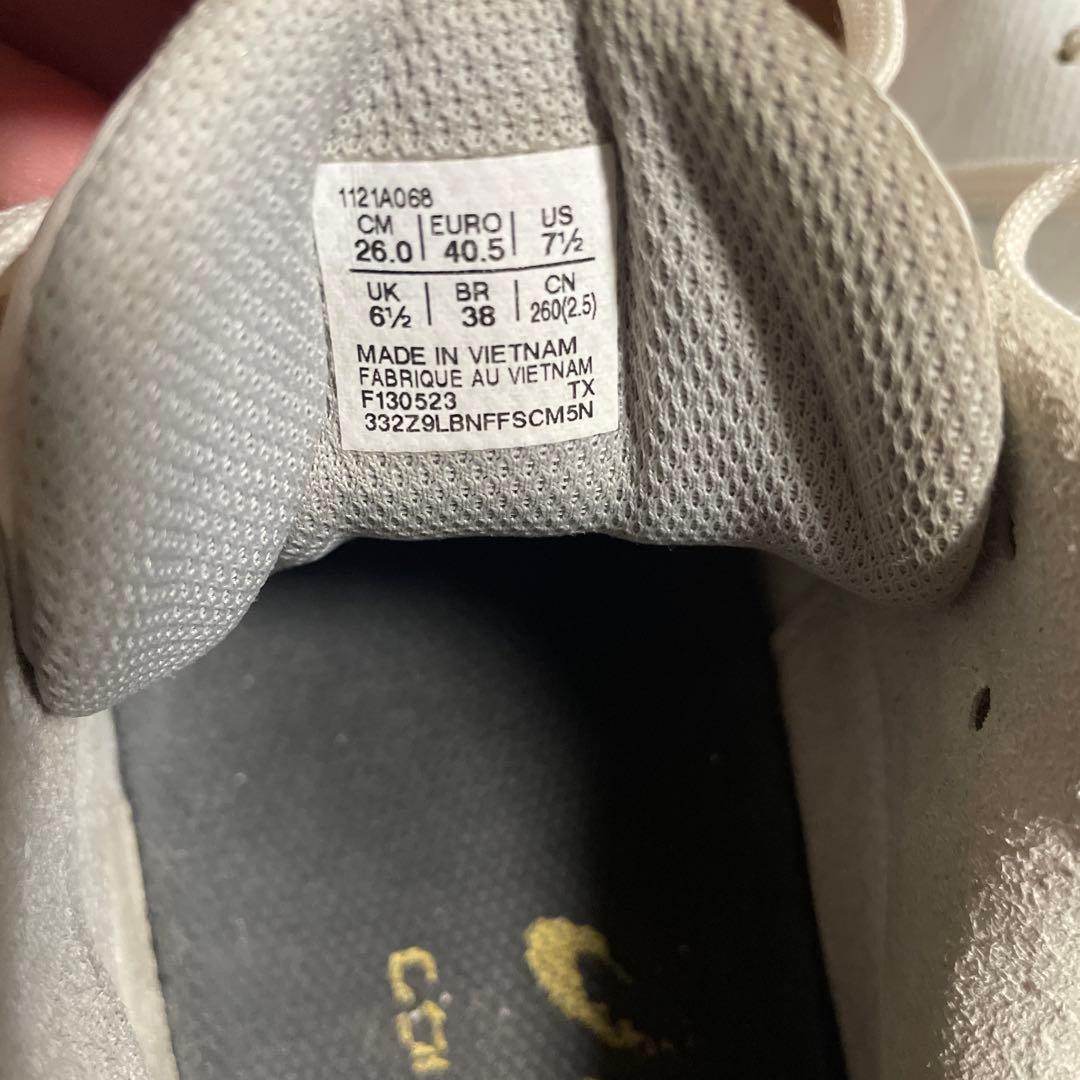 1121A068
CM | EURO | US
26.0 | 40.5 | 7½
UK | BR | CN
6½ | 38 | 260(2.5)
MADE IN VIETNAM
FABRIQUE AU VIETNAM
F130523 TX
332Z9LBNFFSCM5N